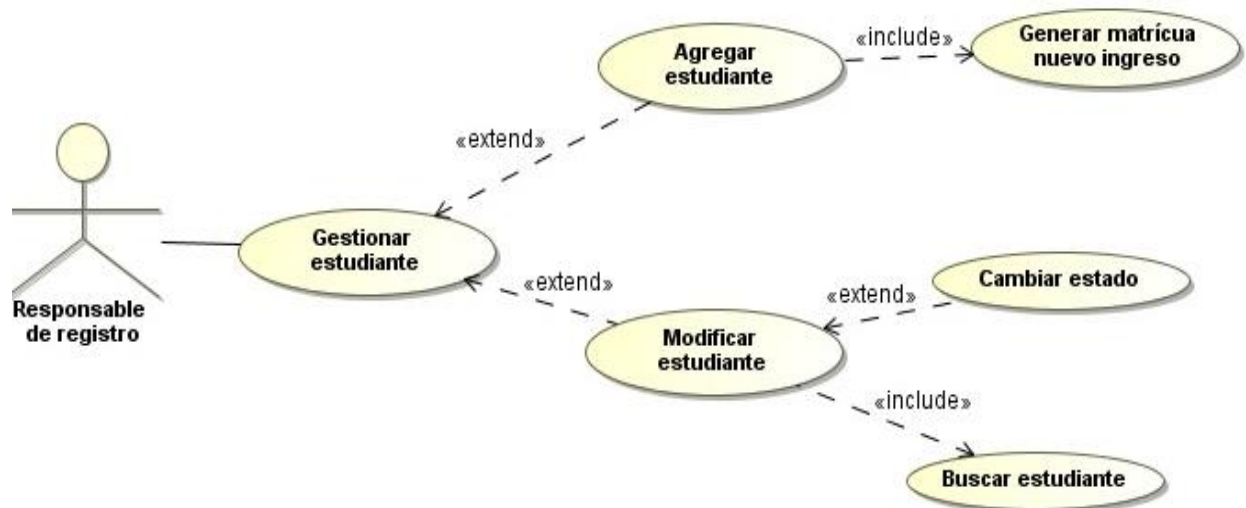 Agregar
estudiante
«include»
Generar matrícua
nuevo ingreso
«extend»
Responsable
de registro
Gestionar
estudiante
«extend»
Modificar
estudiante
«extend»
Cambiar estado
«include»
Buscar estudiante